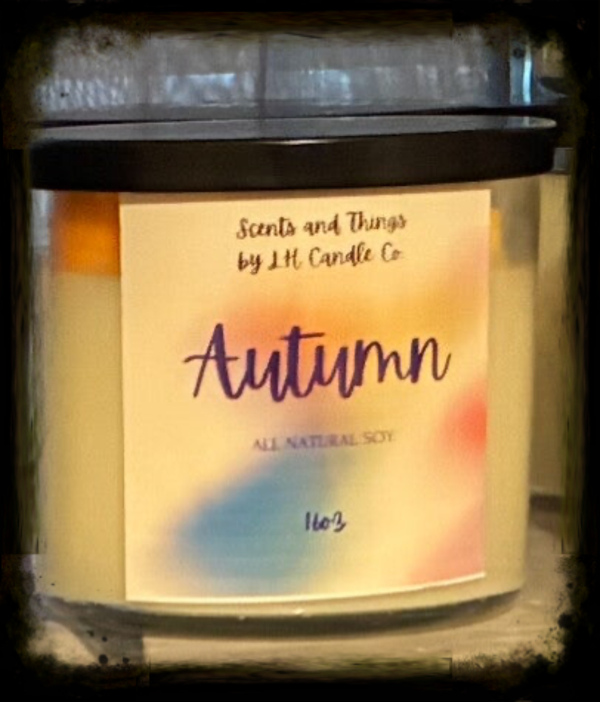 Scents and Things
by LH Candle Co.
Autumn
ALL NATURAL SOY
16oz